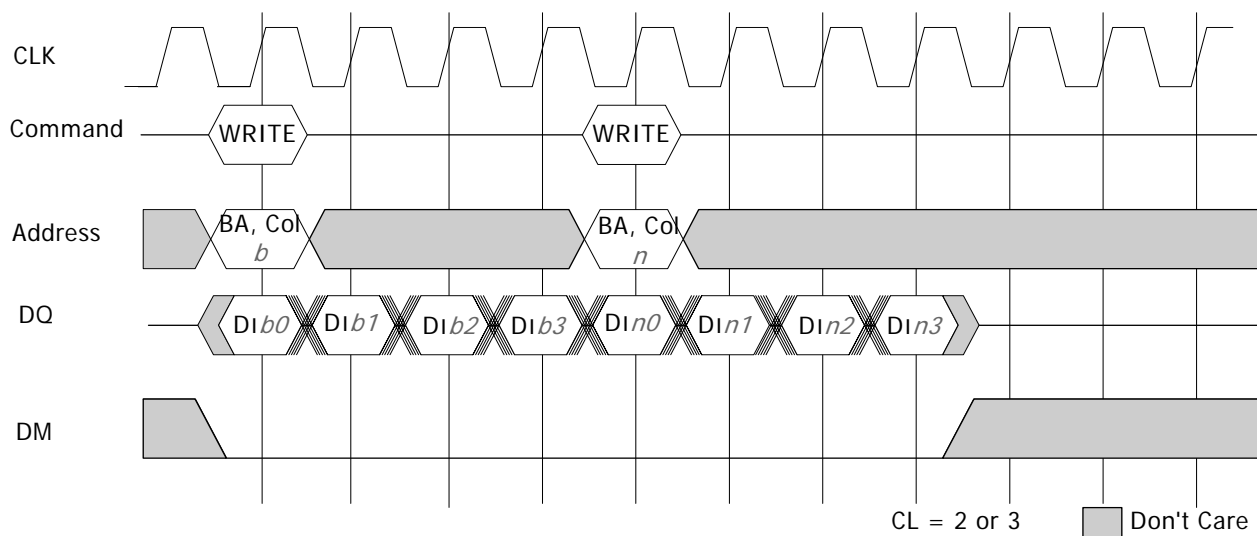 CLK
Command WRITE WRITE
Address BA, Col BA, Col
b n
DQ DIb0 DIb1 DIb2 DIb3 DIn0 DIn1 DIn2 DIn3
DM
CL = 2 or 3 Don't Care